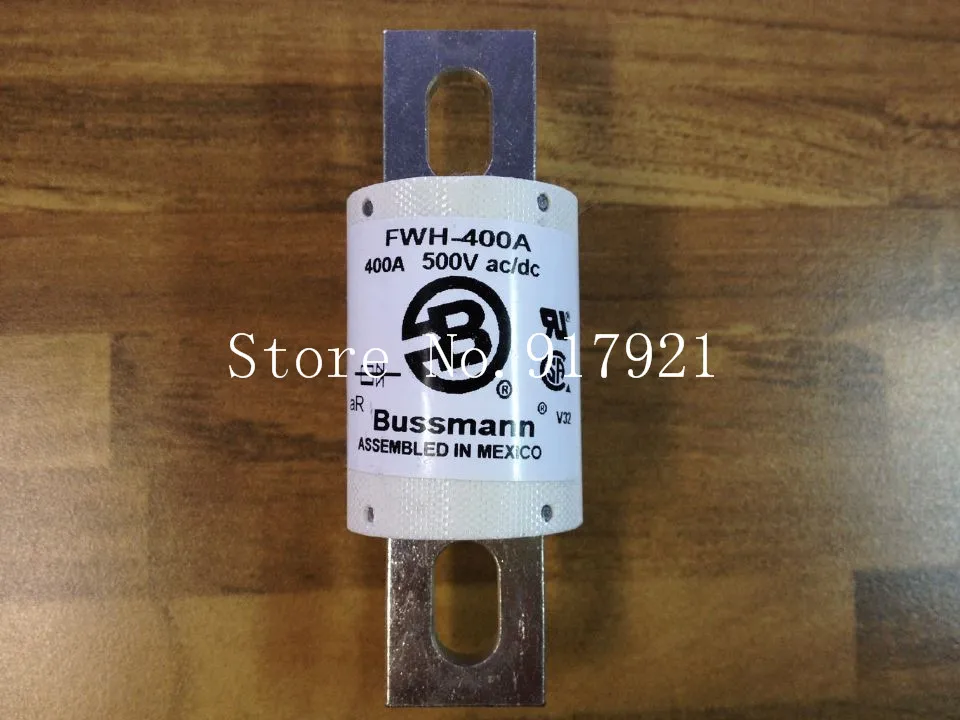 FWH-400A
400A 500V ac/dc
B
®
Store No. 917921
aR
Bussmann ®
V32
ASSEMBLED IN MEXICO